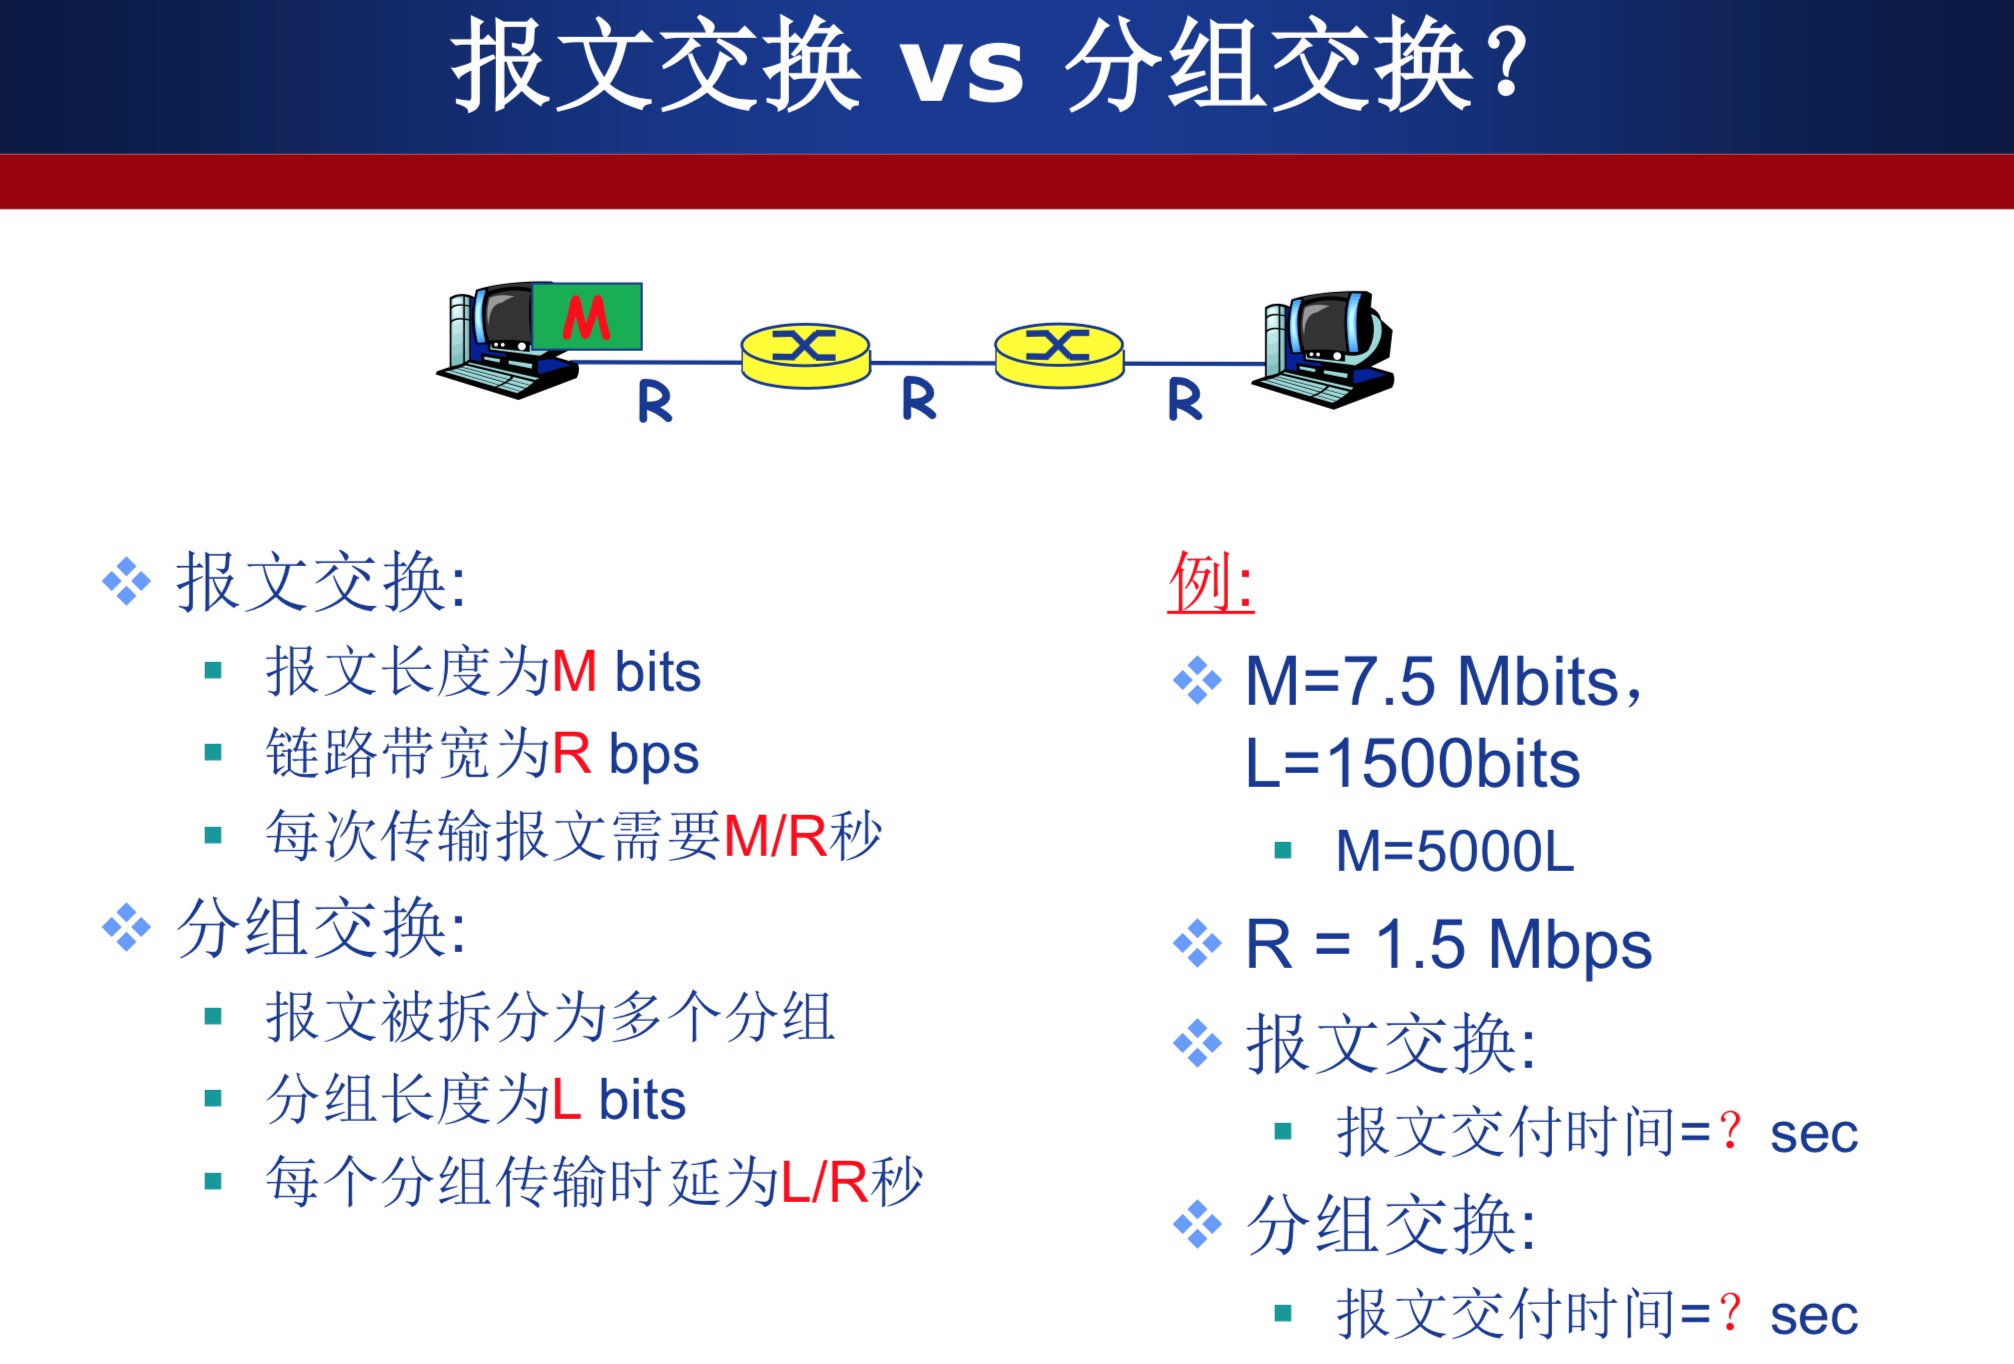 报文交换 vs 分组交换？
M
R
R
R
报文交换:
报文长度为M bits
链路带宽为R bps
每次传输报文需要M/R秒
分组交换:
报文被拆分为多个分组
分组长度为L bits
每个分组传输时延为L/R秒
例:
M=7.5 Mbits，
L=1500bits
M=5000L
R = 1.5 Mbps
报文交换:
报文交付时间=？sec
分组交换:
报文交付时间=？sec